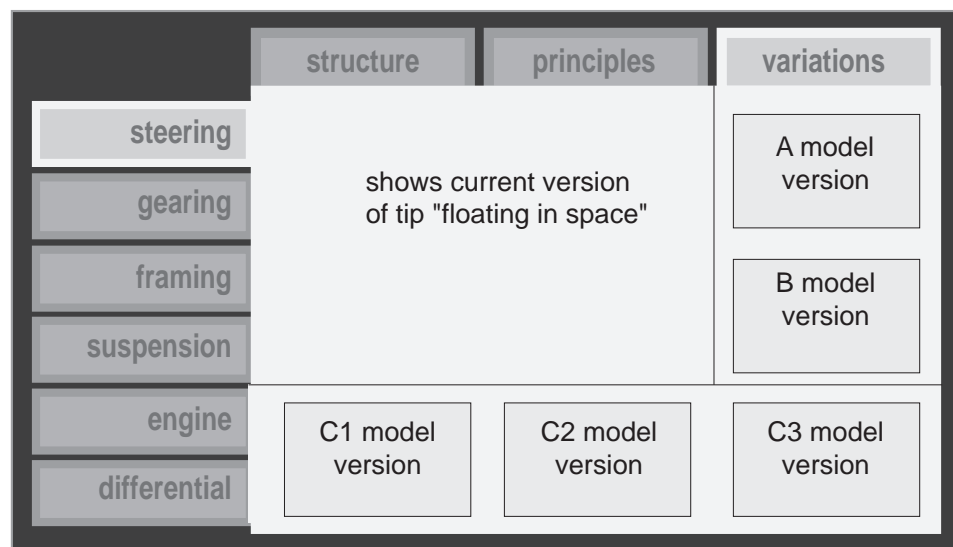 structure
principles
variations
steering
gearing
framing
suspension
engine
differential
shows current version
of tip "floating in space"
A model
version
B model
version
C1 model
version
C2 model
version
C3 model
version